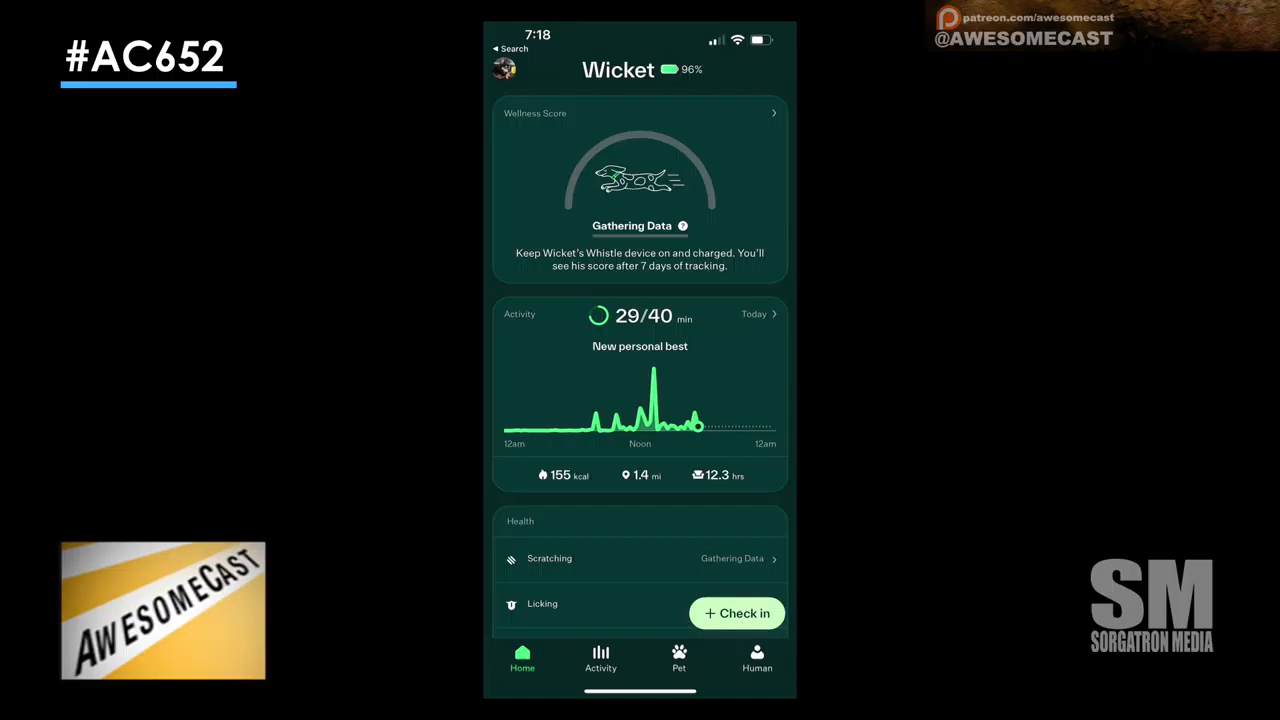 #AC652
patreon.com/awesomecast
@AWESOMECAST
7:18
Search
Wicket 96%
Wellness Score
Gathering Data ?
Keep Wicket's Whistle device on and charged. You'll
see his score after 7 days of tracking.
Activity 29/40 min Today
New personal best
12am Noon 12am
155 kcal 1.4 mi 12.3 hrs
Health
Scratching Gathering Data
Licking
+ Check in
Home Activity Pet Human
AWESOMECAST
SM
SORGATRON MEDIA